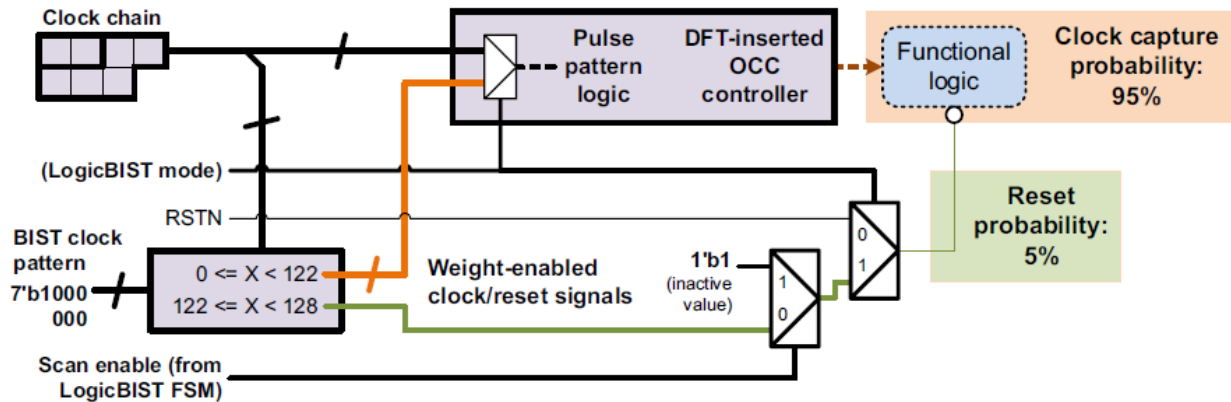 Clock chain
Pulse
pattern
logic
DFT-inserted
OCC
controller
Functional
logic
Clock capture
probability:
95%
(LogicBIST mode)
RSTN
BIST clock
pattern
7'b1000
000
0 <= X < 122
122 <= X < 128
Weight-enabled
clock/reset signals
1'b1
(inactive
value)
1
0
0
1
Reset
probability:
5%
Scan enable (from
LogicBIST FSM)